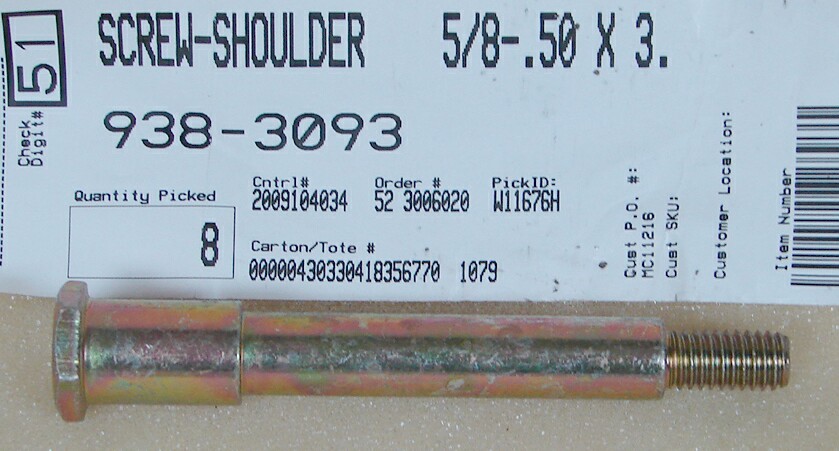 51
Check Digit#
SCREW-SHOULDER 5/8-.50 X 3.
938-3093
Quantity Picked
8
Cntrl# Order # PickID:
2009104034 52 3006020 W11676H
Carton/Tote #
00000430330418356770 1079
Cust P.O. #:
MC11216
Cust SKU:
Customer Location:
Item Number